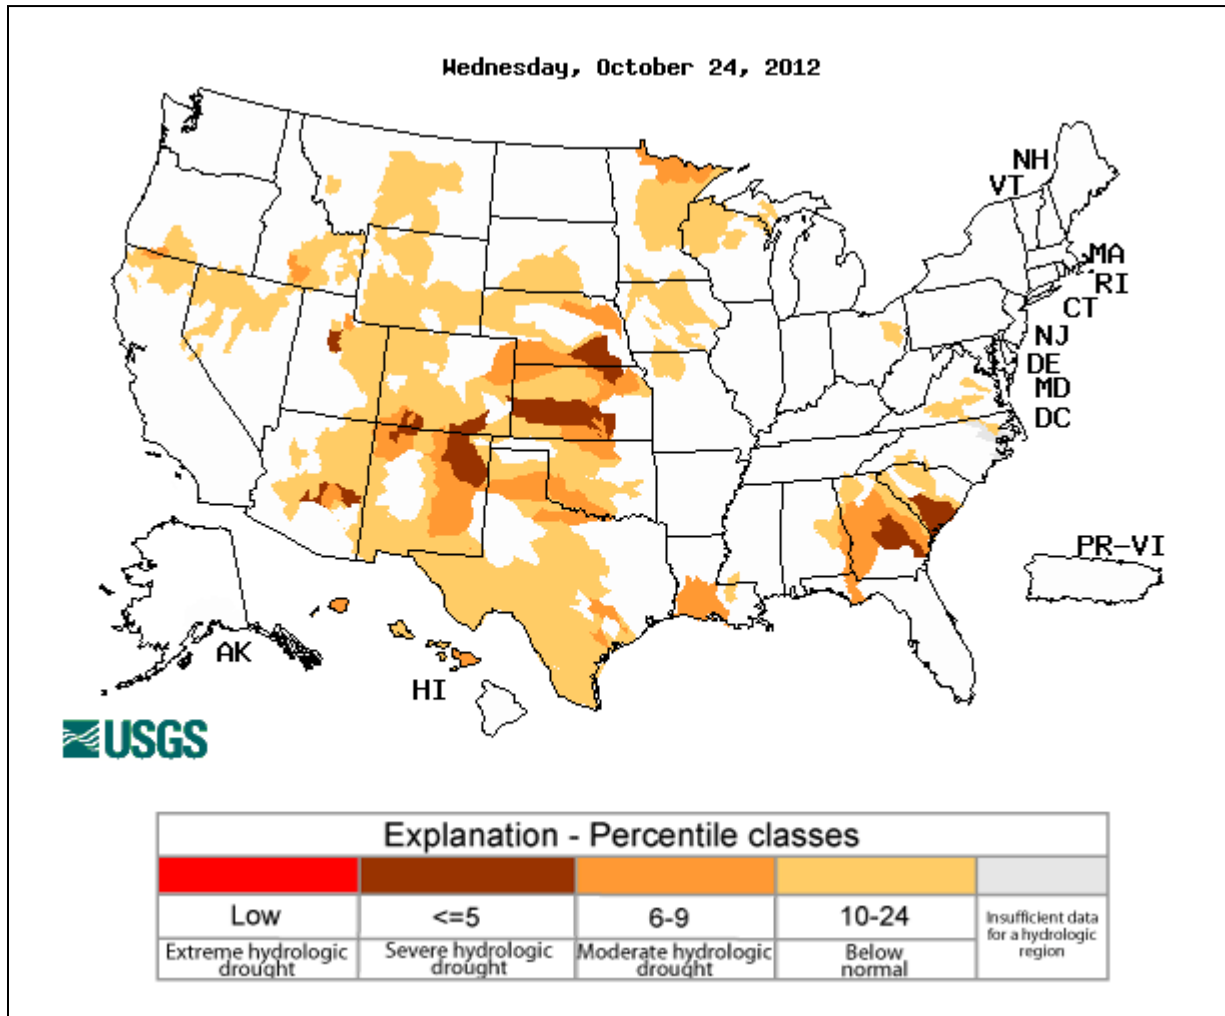 Wednesday, October 24, 2012
NH
VT
MA
RI
CT
NJ
DE
MD
DC
PR-VI
AK
HI
USGS
Explanation - Percentile classes
Low
<=5
6-9
10-24
Insufficient data
for a hydrologic
region
Extreme hydrologic
drought
Severe hydrologic
drought
Moderate hydrologic
drought
Below
normal